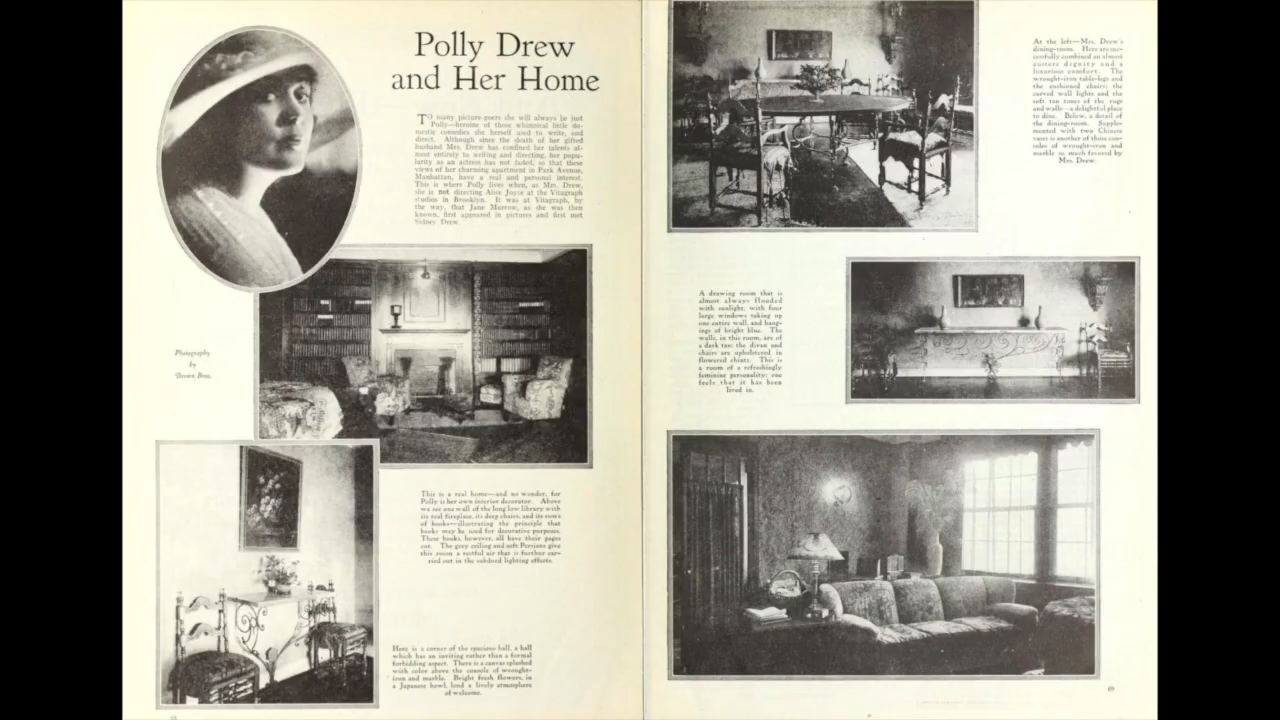 Polly Drew
and Her Home
TO many picture-goers she will always be just
Polly—heroine of those whimsical little do-
mestic comedies she herself used to write, and
direct. Although since the death of her gifted
husband Mrs. Drew has confined her talents al-
most entirely to writing and directing, her popu-
larity as an actress has not faded, so that these
views of her charming apartment in Park Avenue,
Manhattan, have a real and personal interest.
This is where Polly lives when, as Mrs. Drew,
she is not directing Alice Joyce at the Vitagraph
studios in Brooklyn. It was at Vitagraph, by
the way, that Jane Morrow, as she was then
known, first appeared in pictures and first met
Sidney Drew.
Photography
by
Bros.
This is a real home—and no wonder, for
Polly is her own interior decorator. Above
we see one wall of the long low library with
its real fireplace, its deep chairs, and its rows
of books—illustrating the principle that
books may be used for decorative purposes.
These books, however, all have their pages
cut. The grey ceiling and soft Persians give
this room a restful air that is further car-
ried out in the subdued lighting effects.
Here is a corner of the spacious hall, a hall
which has an inviting rather than a formal
forbidding aspect. There is a canvas splashed
with color above the console of wrought-
iron and marble. Bright fresh flowers, in
a Japanese bowl, lend a lively atmosphere
of welcome.
At the left—Mrs. Drew's
dining-room. Here are suc-
cessfully combined an almost
austere dignity and a
luxurious comfort. The
wrought-iron table-legs and
the cushioned chairs; the
carved wall lights and the
soft tan tones of the rugs
and walls—a delightful place
to dine. Below, a detail of
the dining-room. Supple-
mented with two Chinese
vases is another of those con-
soles of wrought-iron and
marble so much favored by
Mrs. Drew
A drawing room that is
almost always flooded
with sunlight, with four
large windows taking up
one entire wall, and hang-
ings of bright blue. The
walls, in this room, are of
a dark tan; the divan and
chairs are upholstered in
flowered chintz. This is
a room of a refreshingly
feminine personality; one
feels that it has been
lived in.
68
69